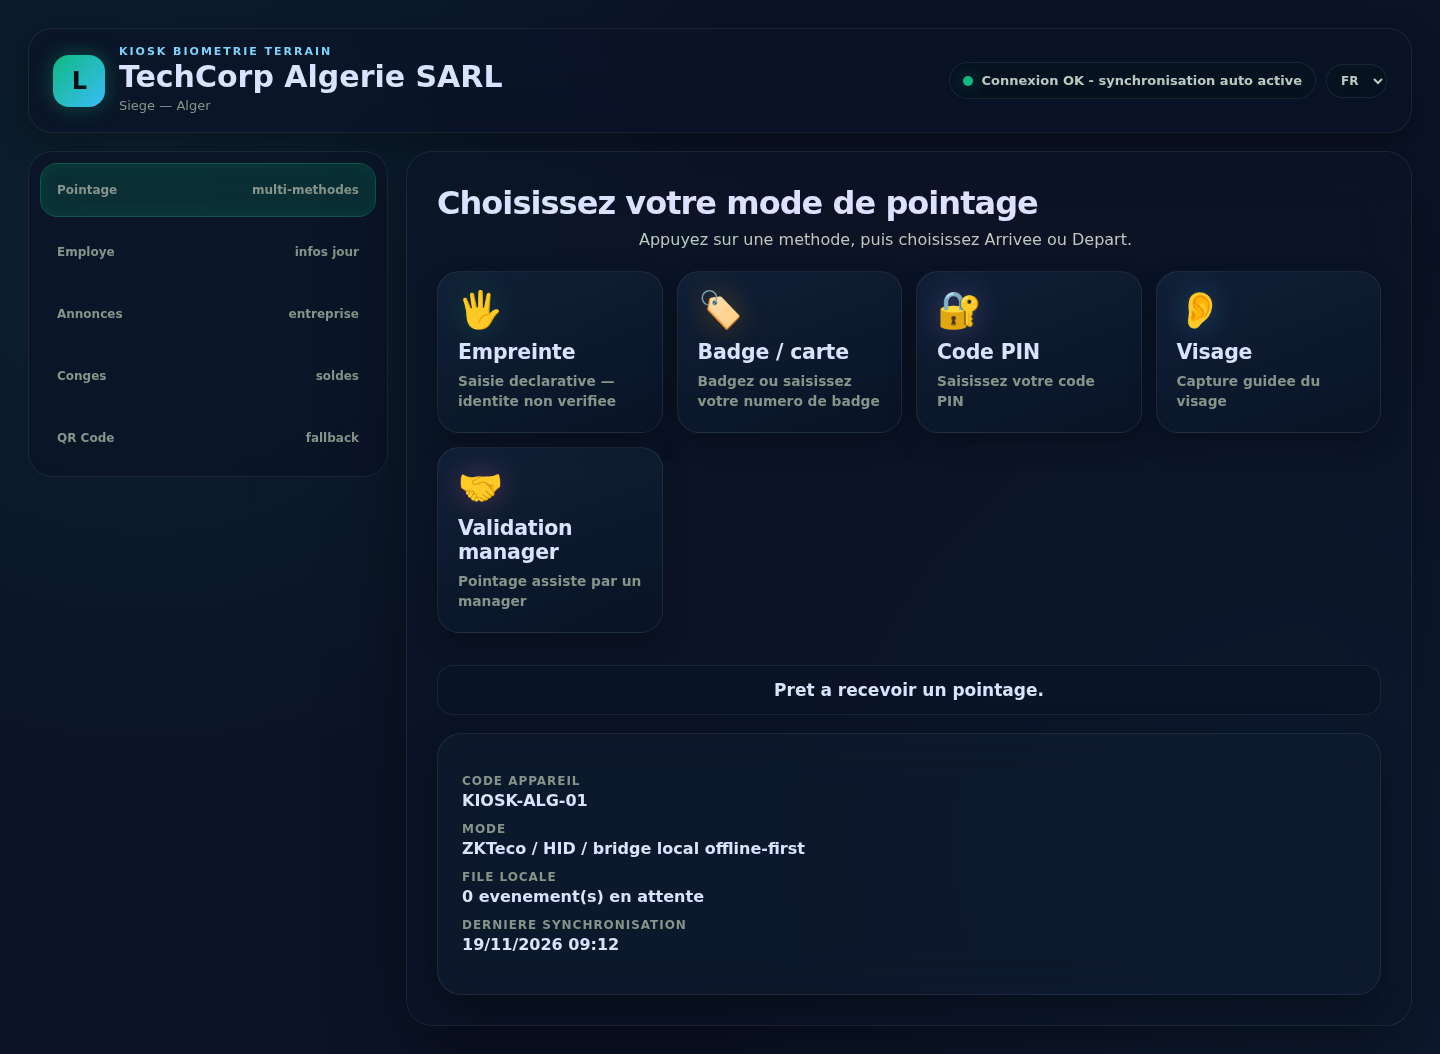 L
KIOSK BIOMETRIE TERRAIN
TechCorp Algerie SARL
Siege — Alger
Connexion OK - synchronisation auto active
FR
Pointage multi-methodes
Employe infos jour
Annonces entreprise
Conges soldes
QR Code fallback
Choisissez votre mode de pointage
Appuyez sur une methode, puis choisissez Arrivee ou Depart.
Empreinte
Saisie declarative —
identite non verifiee
Badge / carte
Badgez ou saisissez
votre numero de badge
Code PIN
Saisissez votre code
PIN
Visage
Capture guidee du
visage
Validation
manager
Pointage assiste par un
manager
Pret a recevoir un pointage.
CODE APPAREIL
KIOSK-ALG-01
MODE
ZKTeco / HID / bridge local offline-first
FILE LOCALE
0 evenement(s) en attente
DERNIERE SYNCHRONISATION
19/11/2026 09:12